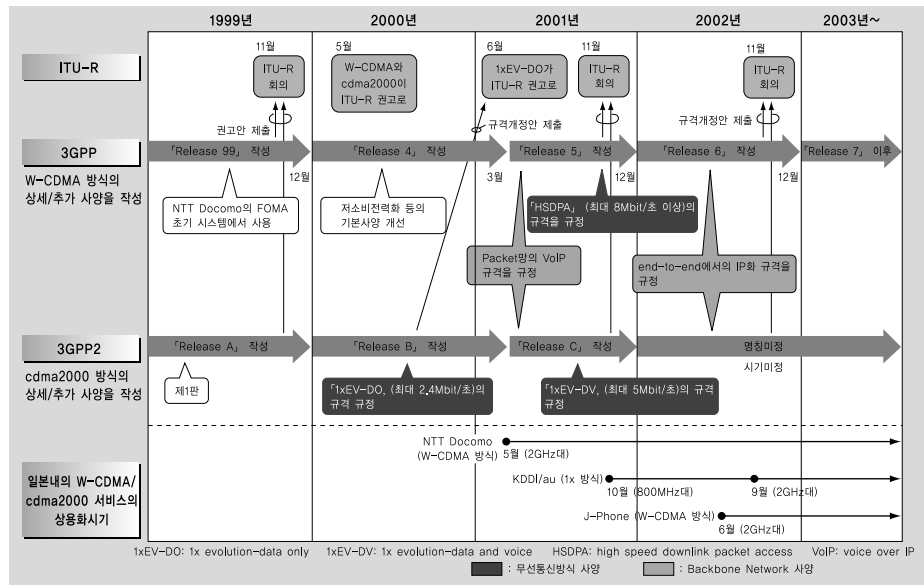 1999년 2000년 2001년 2002년 2003년~
ITU-R
11월
ITU-R
회의
5월
W-CDMA와
cdma2000이
ITU-R 권고로
6월
1xEV-DO가
ITU-R 권고로
11월
ITU-R
회의
11월
ITU-R
회의
권고안 제출
규격개정안 제출
규격개정안 제출
3GPP
W-CDMA 방식의
상세/추가 사양을 작성
「Release 99」 작성
「Release 4」 작성
「Release 5」 작성
「Release 6」 작성
「Release 7」 이후
12월
3월
12월
12월
NTT Docomo의 FOMA
초기 시스템에서 사용
저소비전력화 등의
기본사양 개선
「HSDPA」 (최대 8Mbit/초 이상)의
규격을 규정
Packet망의 VoIP
규격을 규정
end-to-end에서의 IP화 규격을
규정
3GPP2
cdma2000 방식의
상세/추가 사양을 작성
「Release A」 작성
「Release B」 작성
「Release C」 작성
명칭미정
시기미정
제1판
「1xEV-DO, (최대 2.4Mbit/초)의
규격 규정
「1xEV-DV, (최대 5Mbit/초)의 규격
규정
일본내의 W-CDMA/
cdma2000 서비스의
상용화시기
NTT Docomo
(W-CDMA 방식)
5월 (2GHz대)
KDDI/au (1x 방식)
10월 (800MHz대)
9월 (2GHz대)
J-Phone (W-CDMA 방식)
6월 (2GHz대)
1xEV-DO: 1x evolution-data only 1xEV-DV: 1x evolution-data and voice HSDPA: high speed downlink packet access VoIP: voice over IP
: 무선통신방식 사양 : Backbone Network 사양